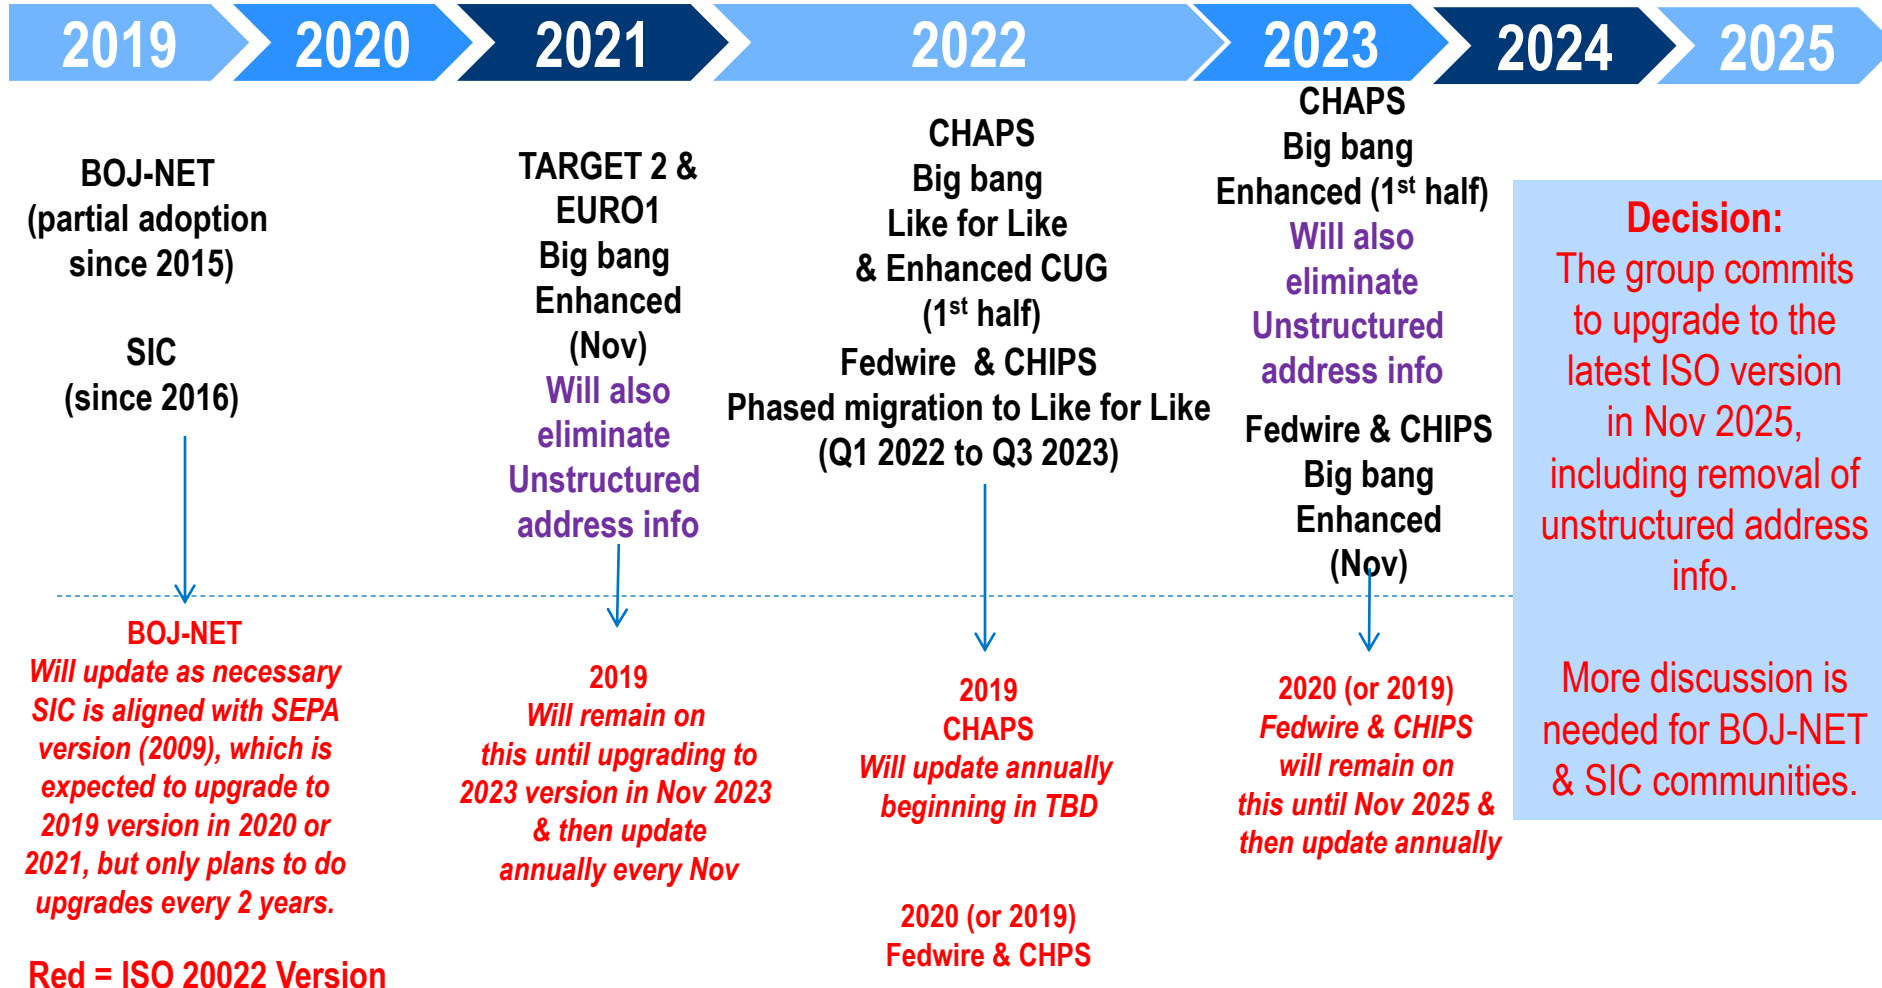 2019
2020
2021
2022
2023
2024
2025
BOJ-NET
(partial adoption
since 2015)
SIC
(since 2016)
TARGET 2 &
EURO1
Big bang
Enhanced
(Nov)
Will also
eliminate
Unstructured
address info
CHAPS
Big bang
Like for Like
& Enhanced CUG
(1st half)
Fedwire & CHIPS
Phased migration to Like for Like
(Q1 2022 to Q3 2023)
CHAPS
Big bang
Enhanced (1st half)
Will also
eliminate
Unstructured
address info
Fedwire & CHIPS
Big bang
Enhanced
(Nov)
Decision:
The group commits
to upgrade to the
latest ISO version
in Nov 2025,
including removal of
unstructured address
info.
More discussion is
needed for BOJ-NET
& SIC communities.
BOJ-NET
Will update as necessary
SIC is aligned with SEPA
version (2009), which is
expected to upgrade to
2019 version in 2020 or
2021, but only plans to do
upgrades every 2 years.
2019
Will remain on
this until upgrading to
2023 version in Nov 2023
& then update
annually every Nov
2019
CHAPS
Will update annually
beginning in TBD
2020 (or 2019)
Fedwire & CHPS
2020 (or 2019)
Fedwire & CHIPS
will remain on
this until Nov 2025 &
then update annually
Red = ISO 20022 Version